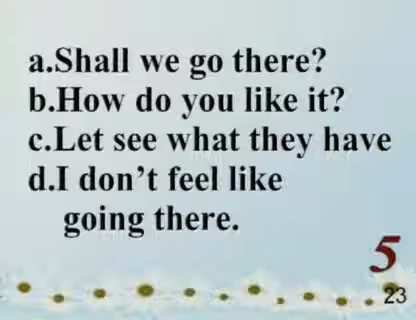 a.Shall we go there?
b.How do you like it?
c.Let see what they have
d.I don't feel like
going there.
5
23